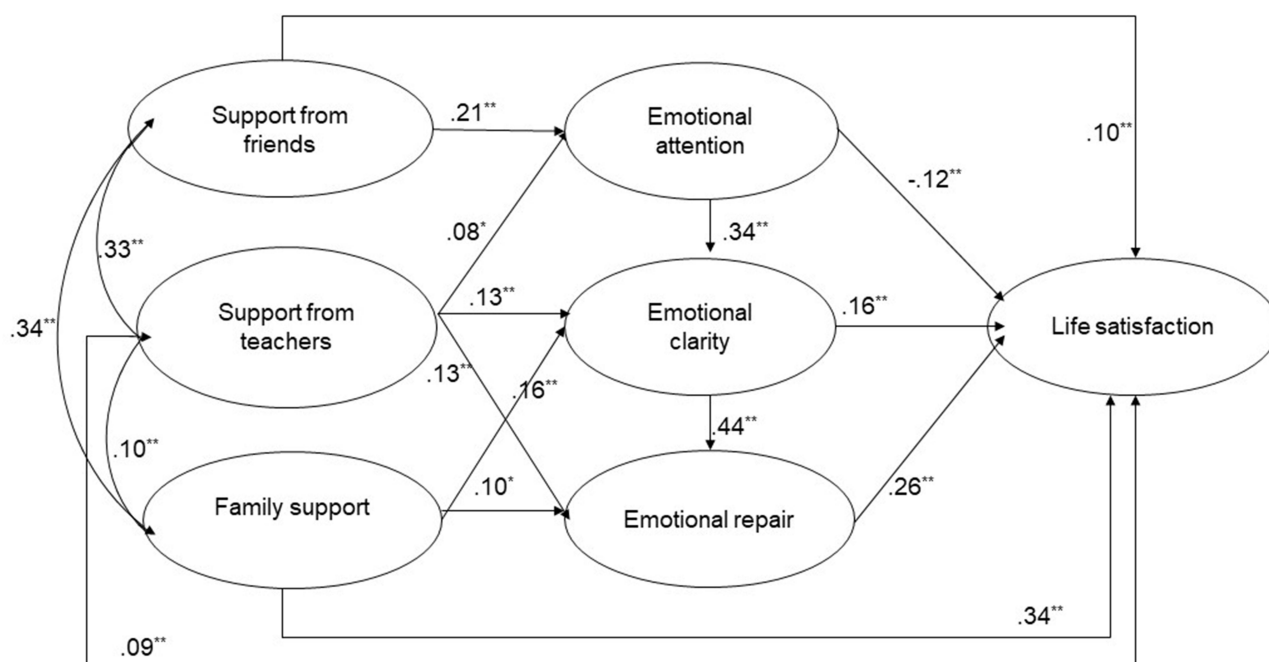 Support from
friends
.21**
Emotional
attention
.10**
-.12**
.33**
.08*
.34**
.34**
Support from
teachers
.13**
Emotional
clarity
.16**
Life satisfaction
.13**
.16**
.10**
.44**
Family support
.10*
Emotional repair
.26**
.34**
.09**